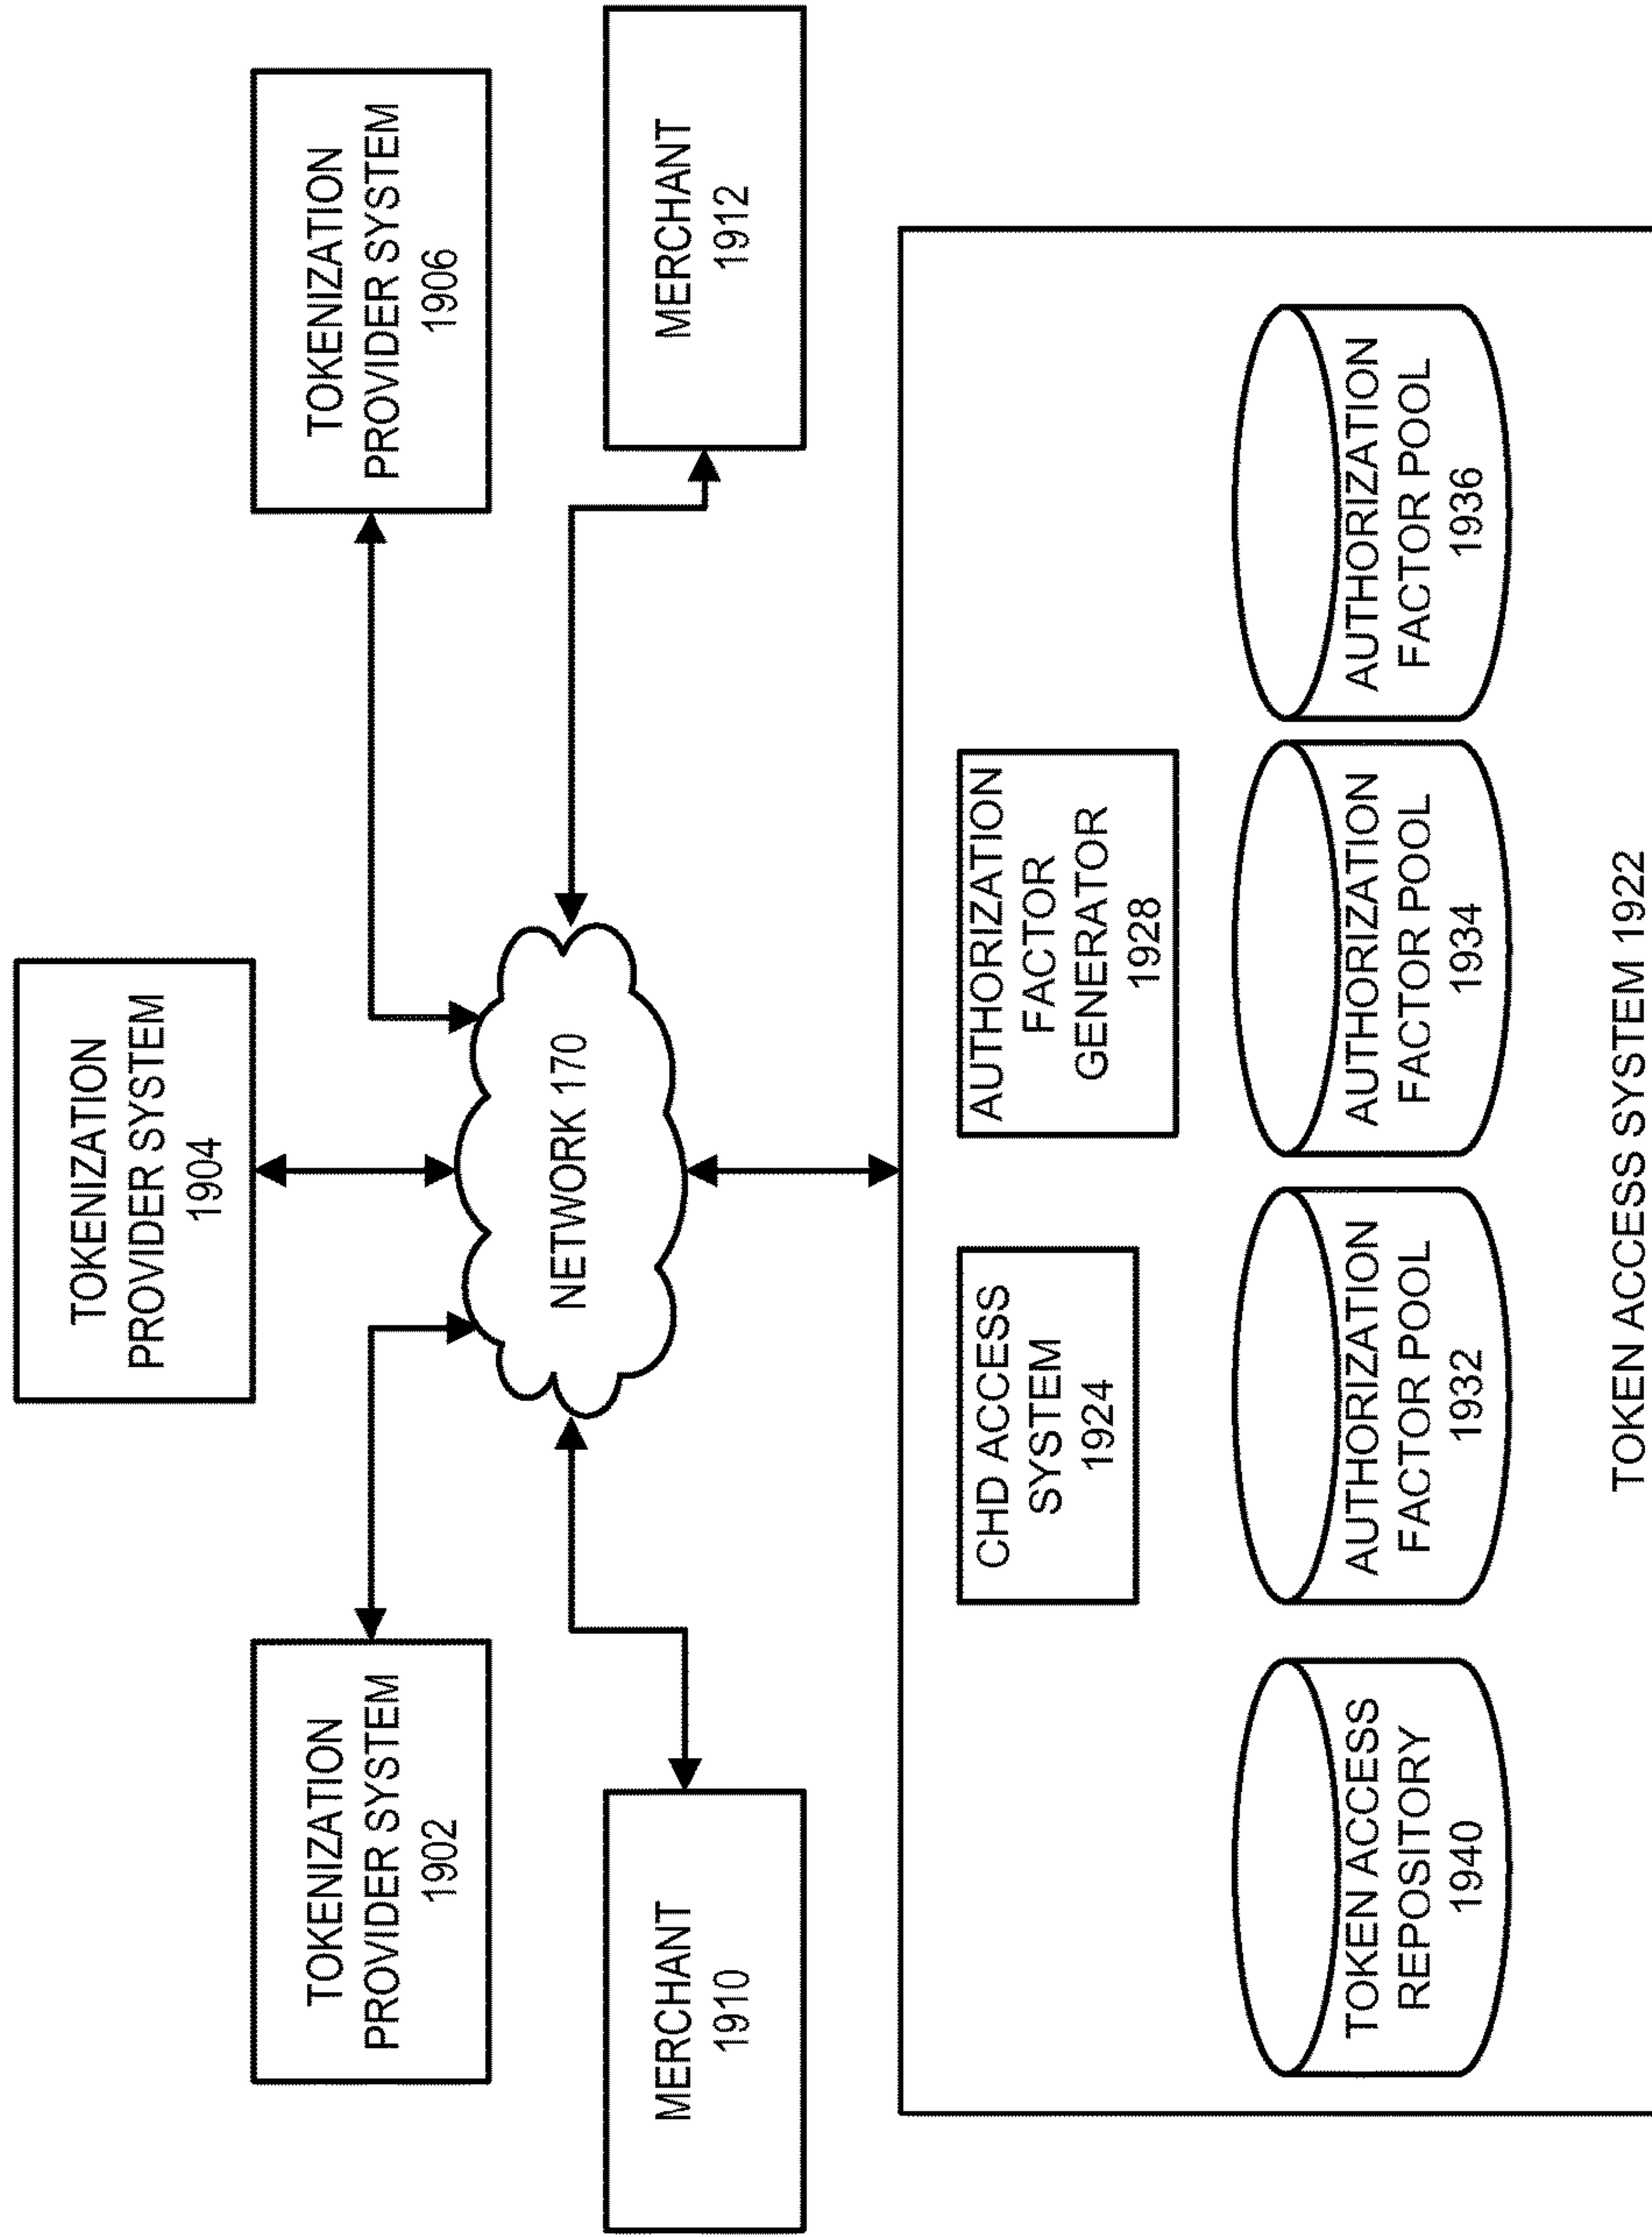 TOKENIZATION
PROVIDER SYSTEM
1904
TOKENIZATION
PROVIDER SYSTEM
1902
TOKENIZATION
PROVIDER SYSTEM
1906
NETWORK 170
MERCHANT
1910
MERCHANT
1912
CHD ACCESS
SYSTEM
1924
AUTHORIZATION
FACTOR
GENERATOR
1928
TOKEN ACCESS
REPOSITORY
1940
AUTHORIZATION
FACTOR POOL
1932
AUTHORIZATION
FACTOR POOL
1934
AUTHORIZATION
FACTOR POOL
1936
TOKEN ACCESS SYSTEM 1922